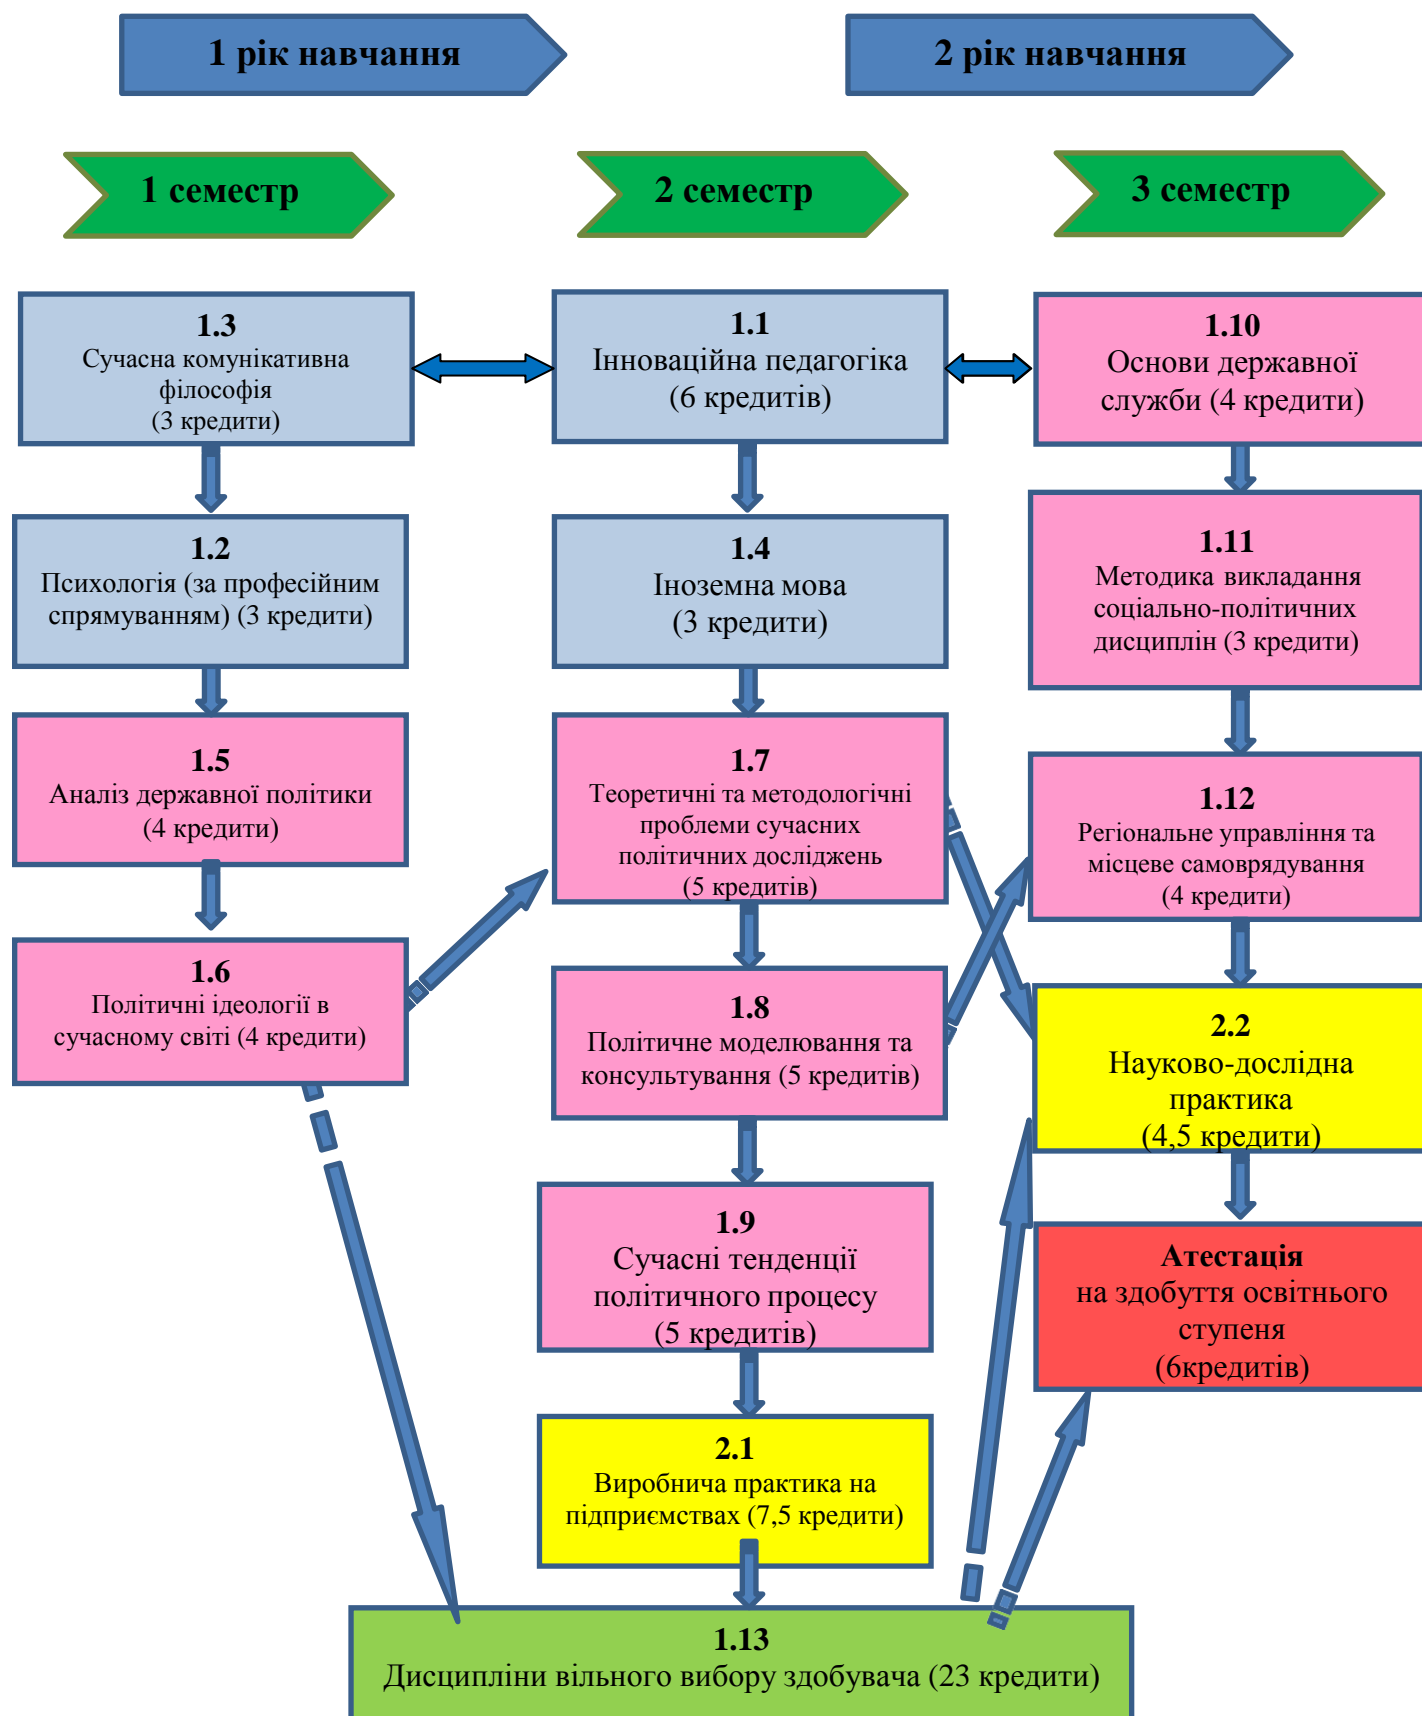 1 рік навчання
2 рік навчання
1 семестр
2 семестр
3 семестр
1.3
Сучасна комунікативна
філософія
(3 кредити)
1.1
Інноваційна педагогіка
(6 кредитів)
1.10
Основи державної
служби (4 кредити)
1.2
Психологія (за професійним
спрямуванням) (3 кредити)
1.4
Іноземна мова
(3 кредити)
1.11
Методика викладання
соціально-політичних
дисциплін (3 кредити)
1.5
Аналіз державної політики
(4 кредити)
1.7
Теоретичні та методологічні
проблеми сучасних
політичних досліджень
(5 кредитів)
1.12
Регіональне управління та
місцеве самоврядування
(4 кредити)
1.6
Політичні ідеології в
сучасному світі (4 кредити)
1.8
Політичне моделювання та
консультування (5 кредитів)
2.2
Науково-дослідна
практика
(4,5 кредити)
1.9
Сучасні тенденції
політичного процесу
(5 кредитів)
Атестація
на здобуття освітнього
ступеня
(6кредитів)
2.1
Виробнича практика на
підприємствах (7,5 кредити)
1.13
Дисципліни вільного вибору здобувача (23 кредити)